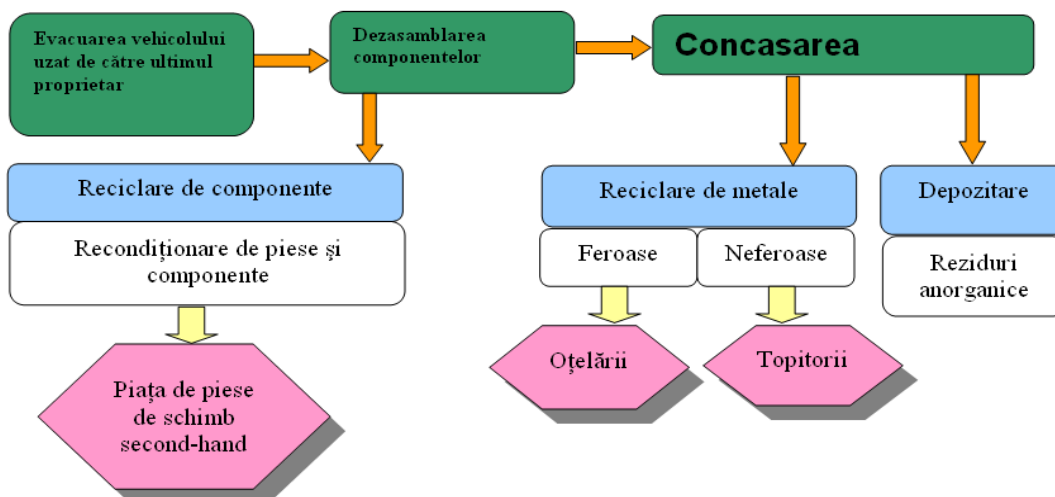 Evacuarea vehicolului
uzat de către ultimul
proprietar
Dezasamblarea
componentelor
Concasarea
Reciclare de componente
Recondiționare de piese şi
componente
Piața de piese
de schimb
second-hand
Reciclare de metale
Feroase
Neferoase
Oțelării
Topitorii
Depozitare
Reziduri
anorganice